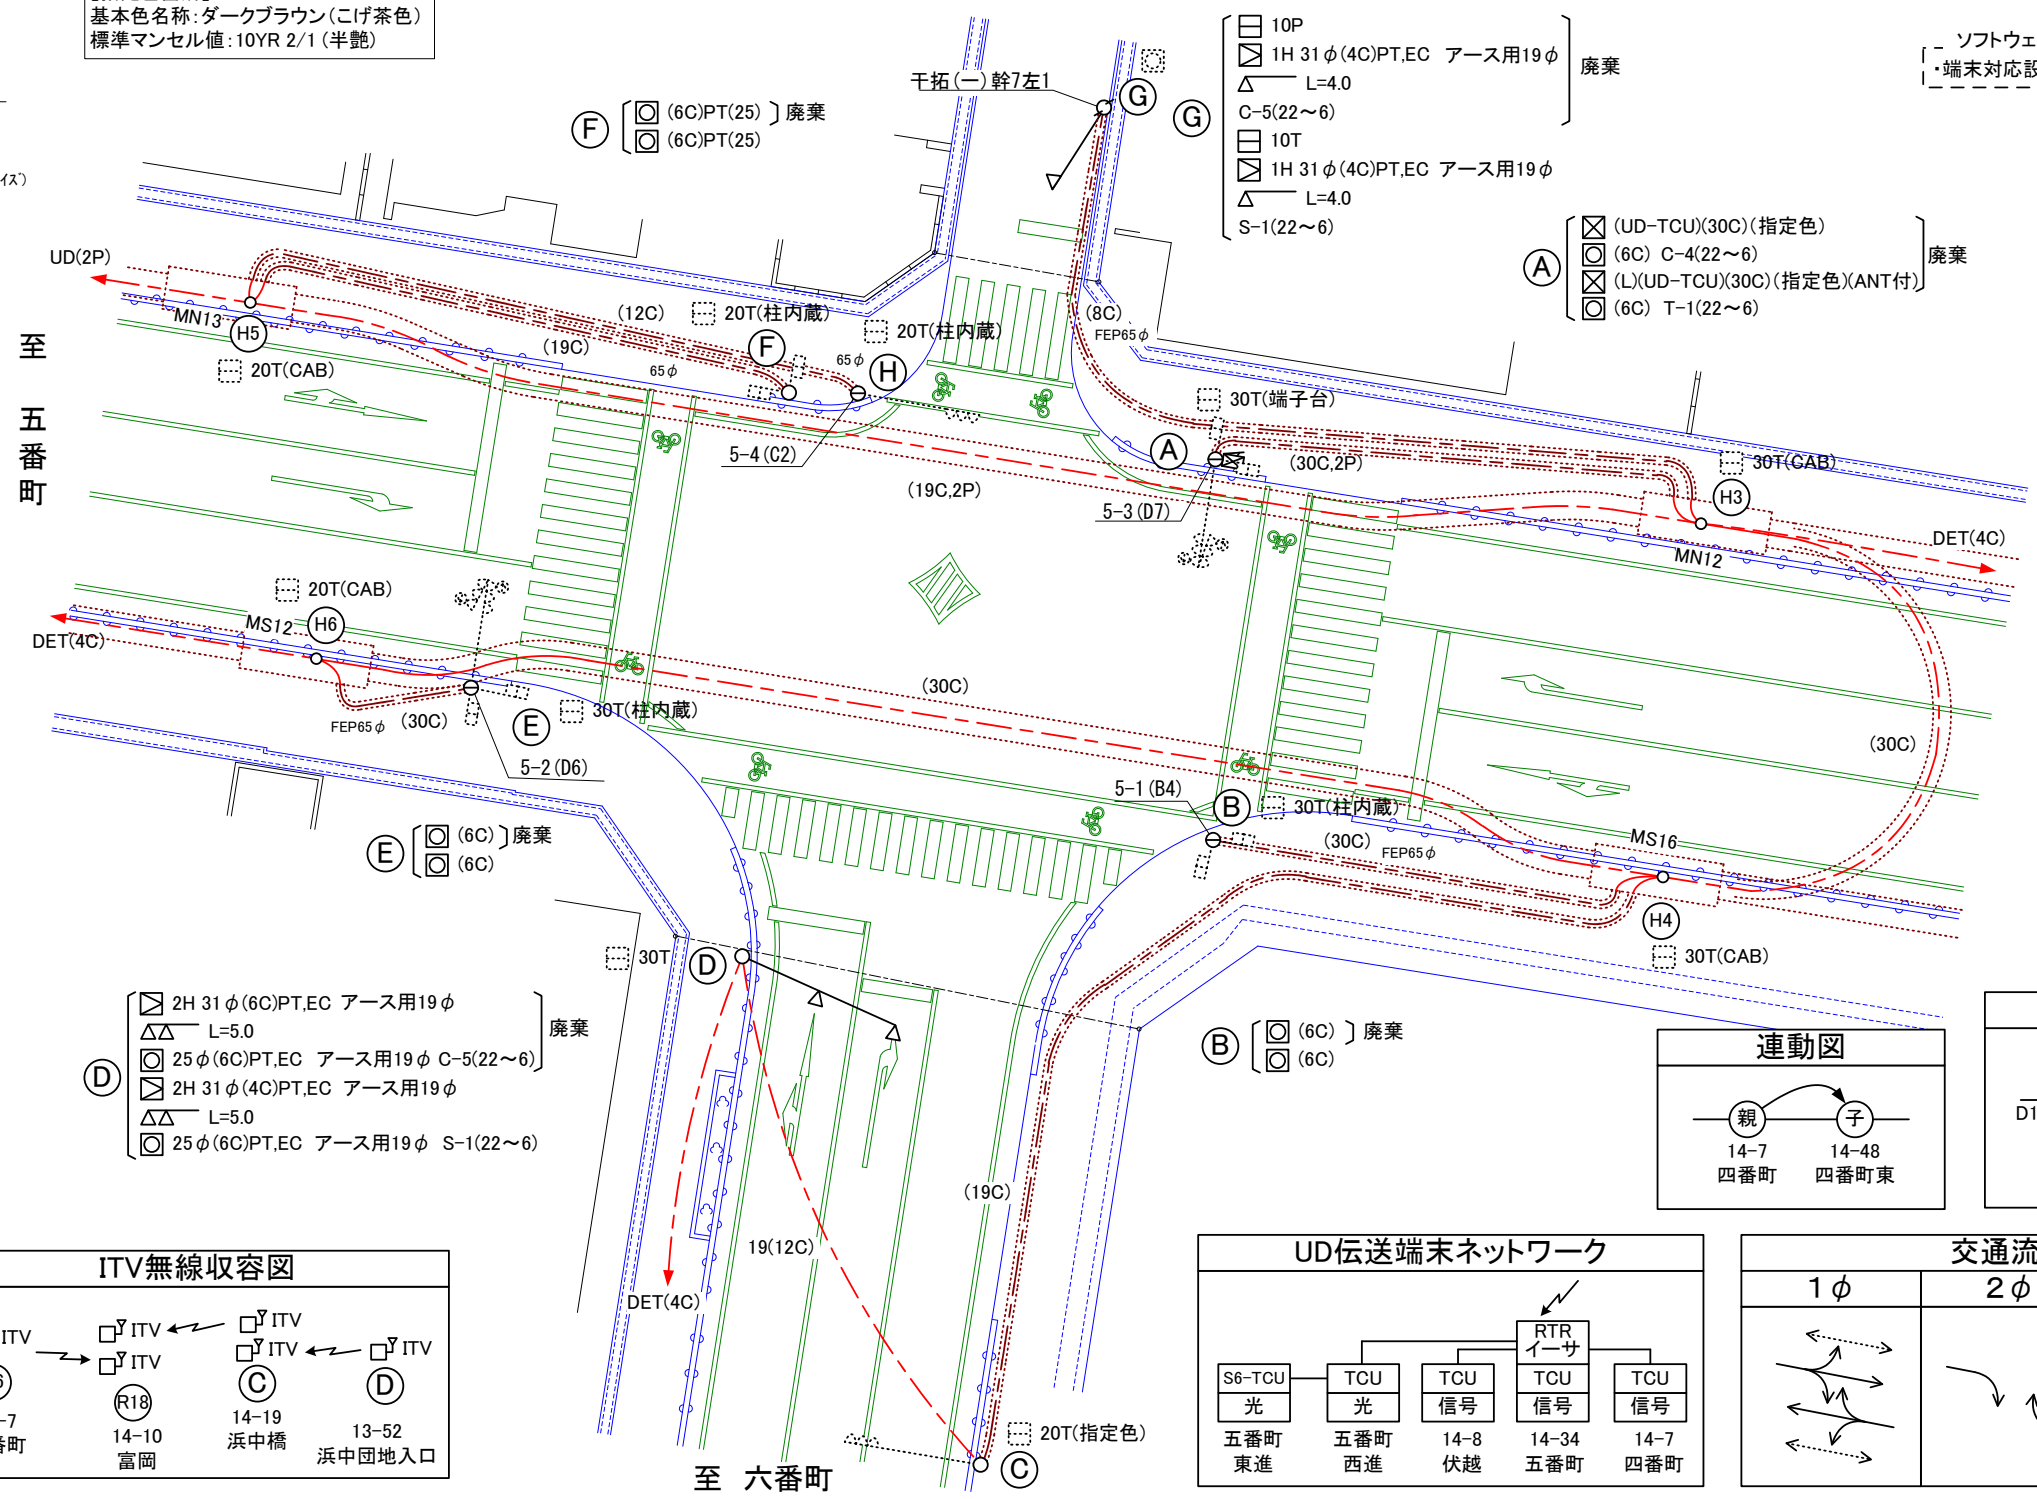 基本色名称：ダークブラウン（こげ茶色）
標準マンセル値：10YR 2/1（半艶）
ソフトウェ
・端末対応設
イズ）
F
(6C)PT(25) 廃棄
(6C)PT(25)
干拓（一）幹7左1
G
G
10P
1H 31φ(4C)PT,EC アース用19φ
L=4.0
C-5(22～6)
廃棄
10T
1H 31φ(4C)PT,EC アース用19φ
L=4.0
S-1(22～6)
A
(UD-TCU)(30C)(指定色)
(6C) C-4(22～6)
廃棄
(L)(UD-TCU)(30C)(指定色)(ANT付)
(6C) T-1(22～6)
UD(2P)
MN13
H5
20T(CAB)
(12C)
(19C)
65φ
20T(柱内蔵)
F
20T(柱内蔵)
65φ
H
(8C)
FEP65φ
至 五番町
5-4(C2)
(19C,2P)
30T(端子台)
A
(30C,2P)
5-3(D7)
30T(CAB)
H3
MN12
DET(4C)
20T(CAB)
MS12
H6
DET(4C)
FEP65φ
(30C)
E
30T(柱内蔵)
5-2(D6)
(30C)
(30C)
5-1(B4)
B
30T(柱内蔵)
(30C)
FEP65φ
MS16
H4
30T(CAB)
E
(6C) 廃棄
(6C)
30T
D
D
2H 31φ(6C)PT,EC アース用19φ
L=5.0
25φ(6C)PT,EC アース用19φ C-5(22～6)
廃棄
2H 31φ(4C)PT,EC アース用19φ
L=5.0
25φ(6C)PT,EC アース用19φ S-1(22～6)
B
(6C) 廃棄
(6C)
連動図
親
子
14-7
14-48
四番町
四番町東
D1
(19C)
19(12C)
DET(4C)
20T(指定色)
C
至 六番町
ITV無線収容図
ITV
ITV
ITV
ITV
ITV
ITV
6
R18
C
D
-7
番町
14-10
富岡
14-19
浜中橋
13-52
浜中団地入口
UD伝送端末ネットワーク
RTR
イーサ
S6-TCU
TCU
TCU
TCU
TCU
光
光
信号
信号
信号
五番町
東進
五番町
西進
14-8
伏越
14-34
五番町
14-7
四番町
交通流
1φ
2φ